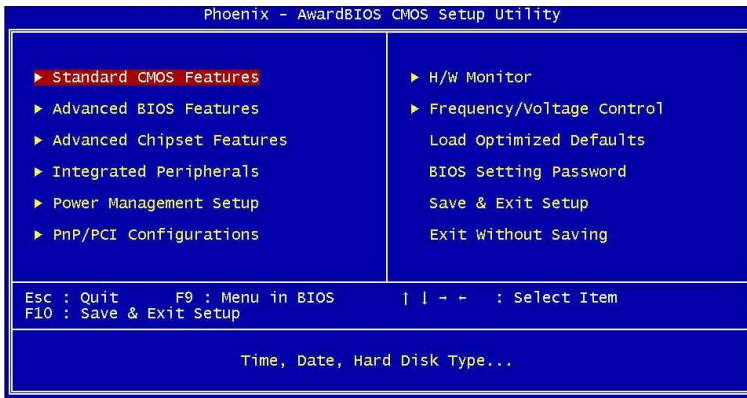 Phoenix - AwardBIOS CMOS Setup Utility
▶ Standard CMOS Features
▶ Advanced BIOS Features
▶ Advanced Chipset Features
▶ Integrated Peripherals
▶ Power Management Setup
▶ PnP/PCI Configurations
▶ H/W Monitor
▶ Frequency/Voltage Control
Load Optimized Defaults
BIOS Setting Password
Save & Exit Setup
Exit Without Saving
Esc : Quit F9 : Menu in BIOS ↑ ↓ → ← : Select Item
F10 : Save & Exit Setup
Time, Date, Hard Disk Type...